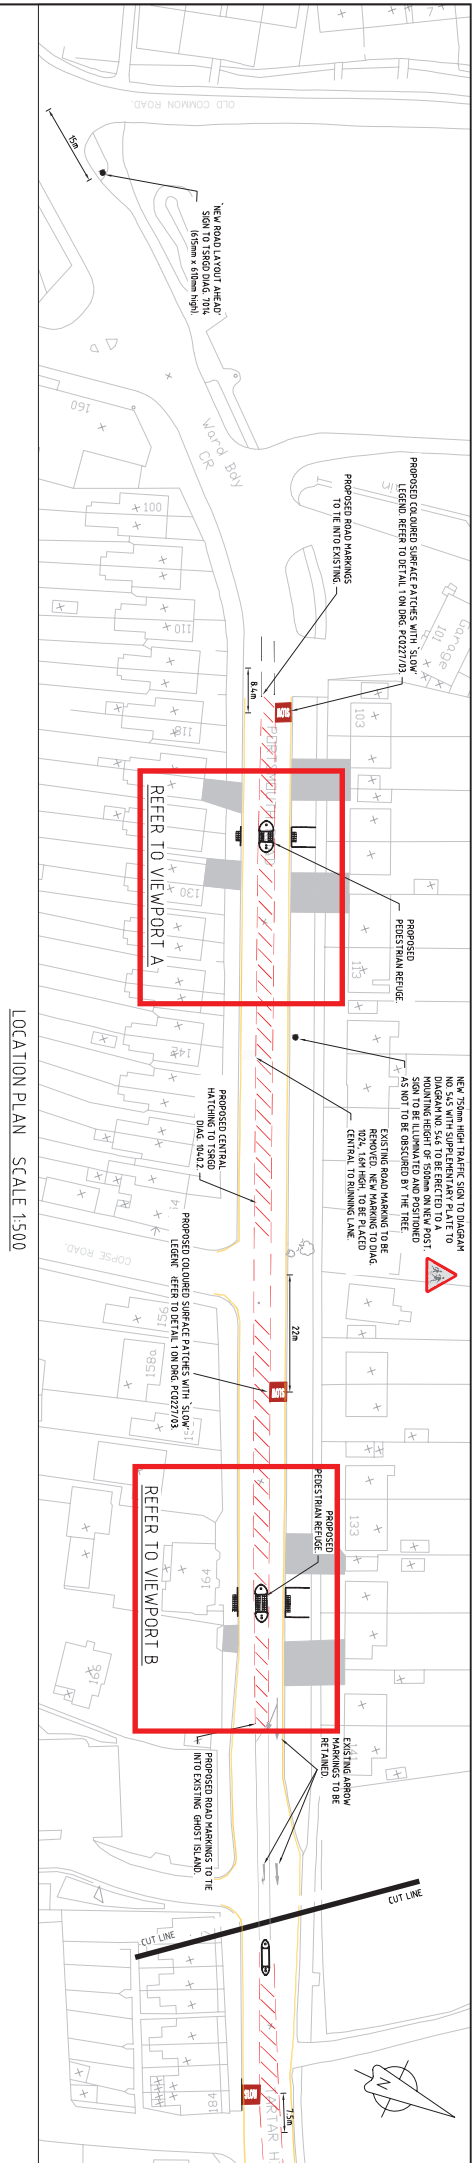 OLD COMMON ROAD
15m
'NEW ROAD LAYOUT AHEAD'
SIGN TO TSRGD DIAG. 7014
(615mm x 610mm high).
160
Ward Bdy
CR
100
110
118
Garage
101
103
PROPOSED COLOURED SURFACE PATCHES WITH `SLOW'
LEGEND. REFER TO DETAIL 1 ON DRG. PC0227/03.
PROPOSED ROAD MARKINGS
TO TIE INTO EXISTING.
8.4m
SLOW
REFER TO VIEWPORT A
130
113
142
PROPOSED
PEDESTRIAN REFUGE.
NEW 750mm HIGH TRAFFIC SIGN TO DIAGRAM
NO. 545 WITH SUPPLEMENTARY PLATE TO
DIAGRAM NO. 546 TO BE ERECTED TO A
MOUNTING HEIGHT OF 1500mm ON NEW POST.
SIGN TO BE ILLUMINATED AND POSITIONED
AS NOT TO BE OBSCURED BY THE TREE.
EXISTING ROAD MARKING TO BE
REMOVED. NEW MARKING TO DIAG.
1024, 1.6M HIGH, TO BE PLACED
CENTRAL TO RUNNING LANE.
PROPOSED CENTRAL
HATCHING TO TSRGD
DIAG. 1040.2.
COPSE ROAD
22m
PROPOSED COLOURED SURFACE PATCHES WITH `SLOW'
LEGEND. REFER TO DETAIL 1 ON DRG. PC0227/03.
SLOW
156
158a
REFER TO VIEWPORT B
164
133
PROPOSED
PEDESTRIAN REFUGE.
166
141
EXISTING ARROW
MARKINGS TO BE
RETAINED.
PROPOSED ROAD MARKINGS TO TIE
INTO EXISTING GHOST ISLAND.
CUT LINE
CUT LINE
N
184
SLOW
7.5m
LOCATION PLAN SCALE 1:500